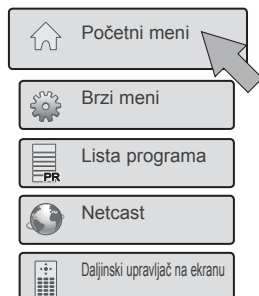 Početni meni
Brzi meni
PR
Lista programa
Netcast
Daljinski upravljač na ekranu